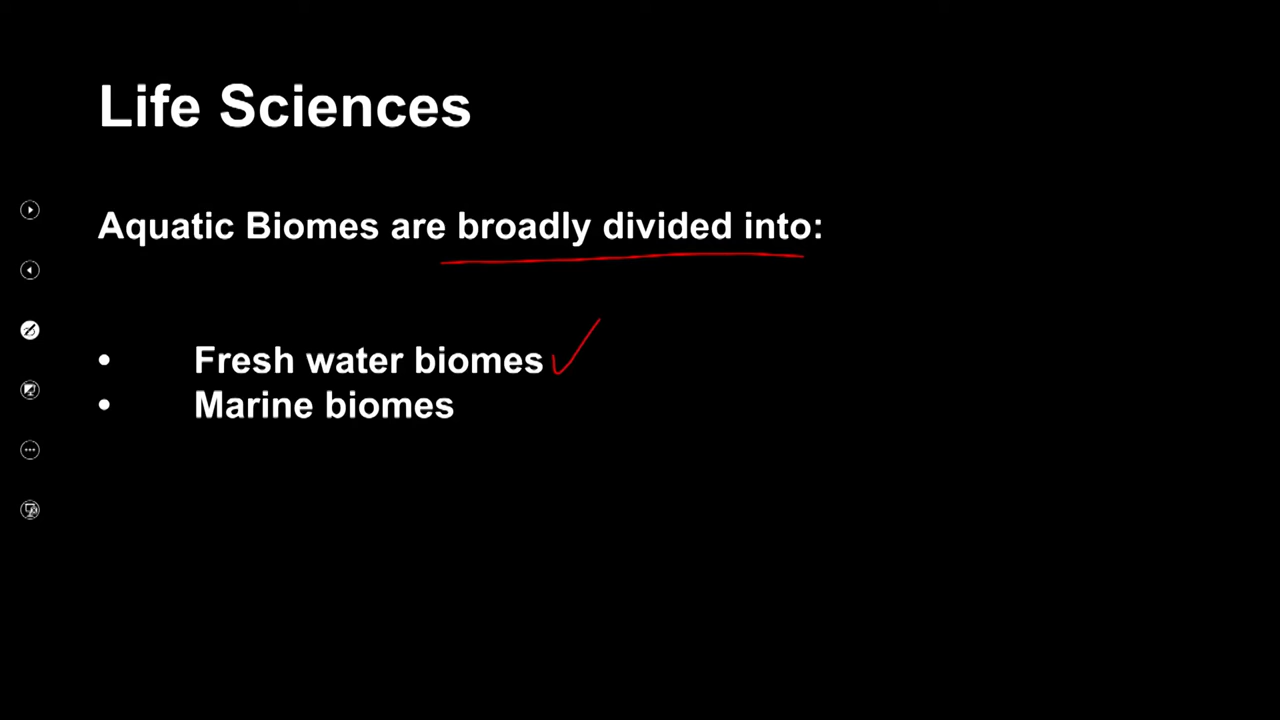 Life Sciences
Aquatic Biomes are broadly divided into:
• Fresh water biomes
• Marine biomes